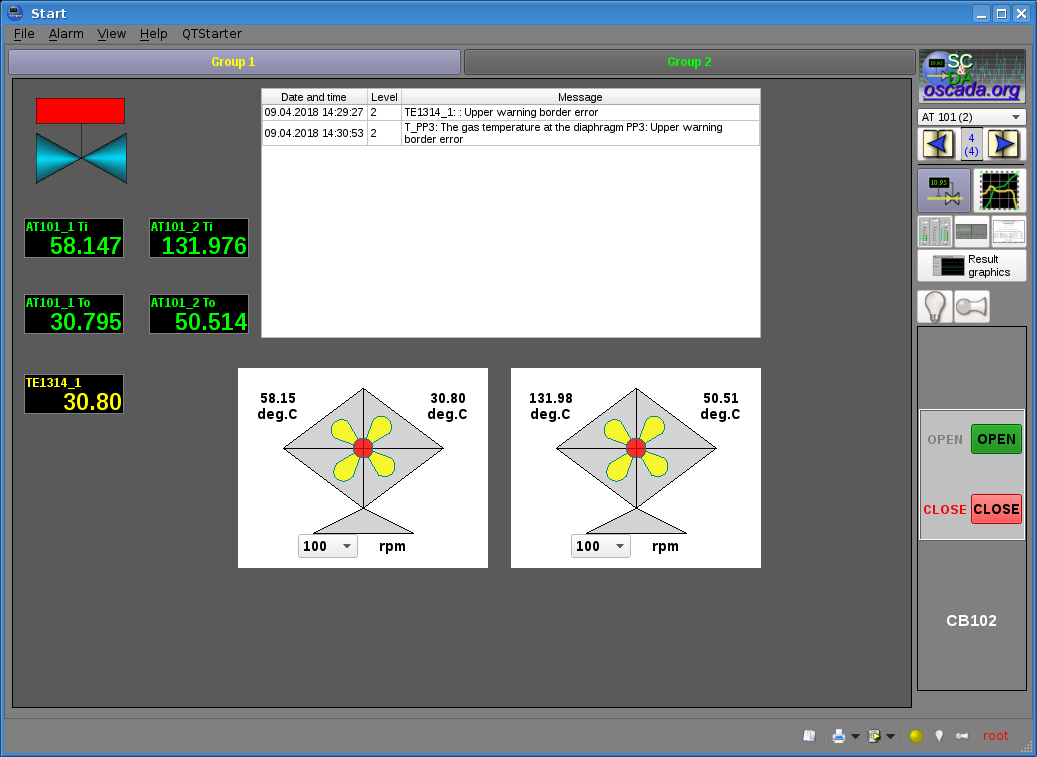 Start
File Alarm View Help QTStarter
Group 1
Group 2
SC
&
DA
oscada.org
AT 101 (2)
4
(4)
10.95
Result
graphics
Date and time Level Message
09.04.2018 14:29:27 2 TE1314_1: : Upper warning border error
09.04.2018 14:30:53 2 T_PP3: The gas temperature at the diaphragm PP3: Upper warning
border error
AT101_1 Ti
58.147
AT101_2 Ti
131.976
AT101_1 To
30.795
AT101_2 To
50.514
TE1314_1
30.80
58.15
deg.C
30.80
deg.C
100 rpm
131.98
deg.C
50.51
deg.C
100 rpm
OPEN OPEN
CLOSE CLOSE
CB102
root